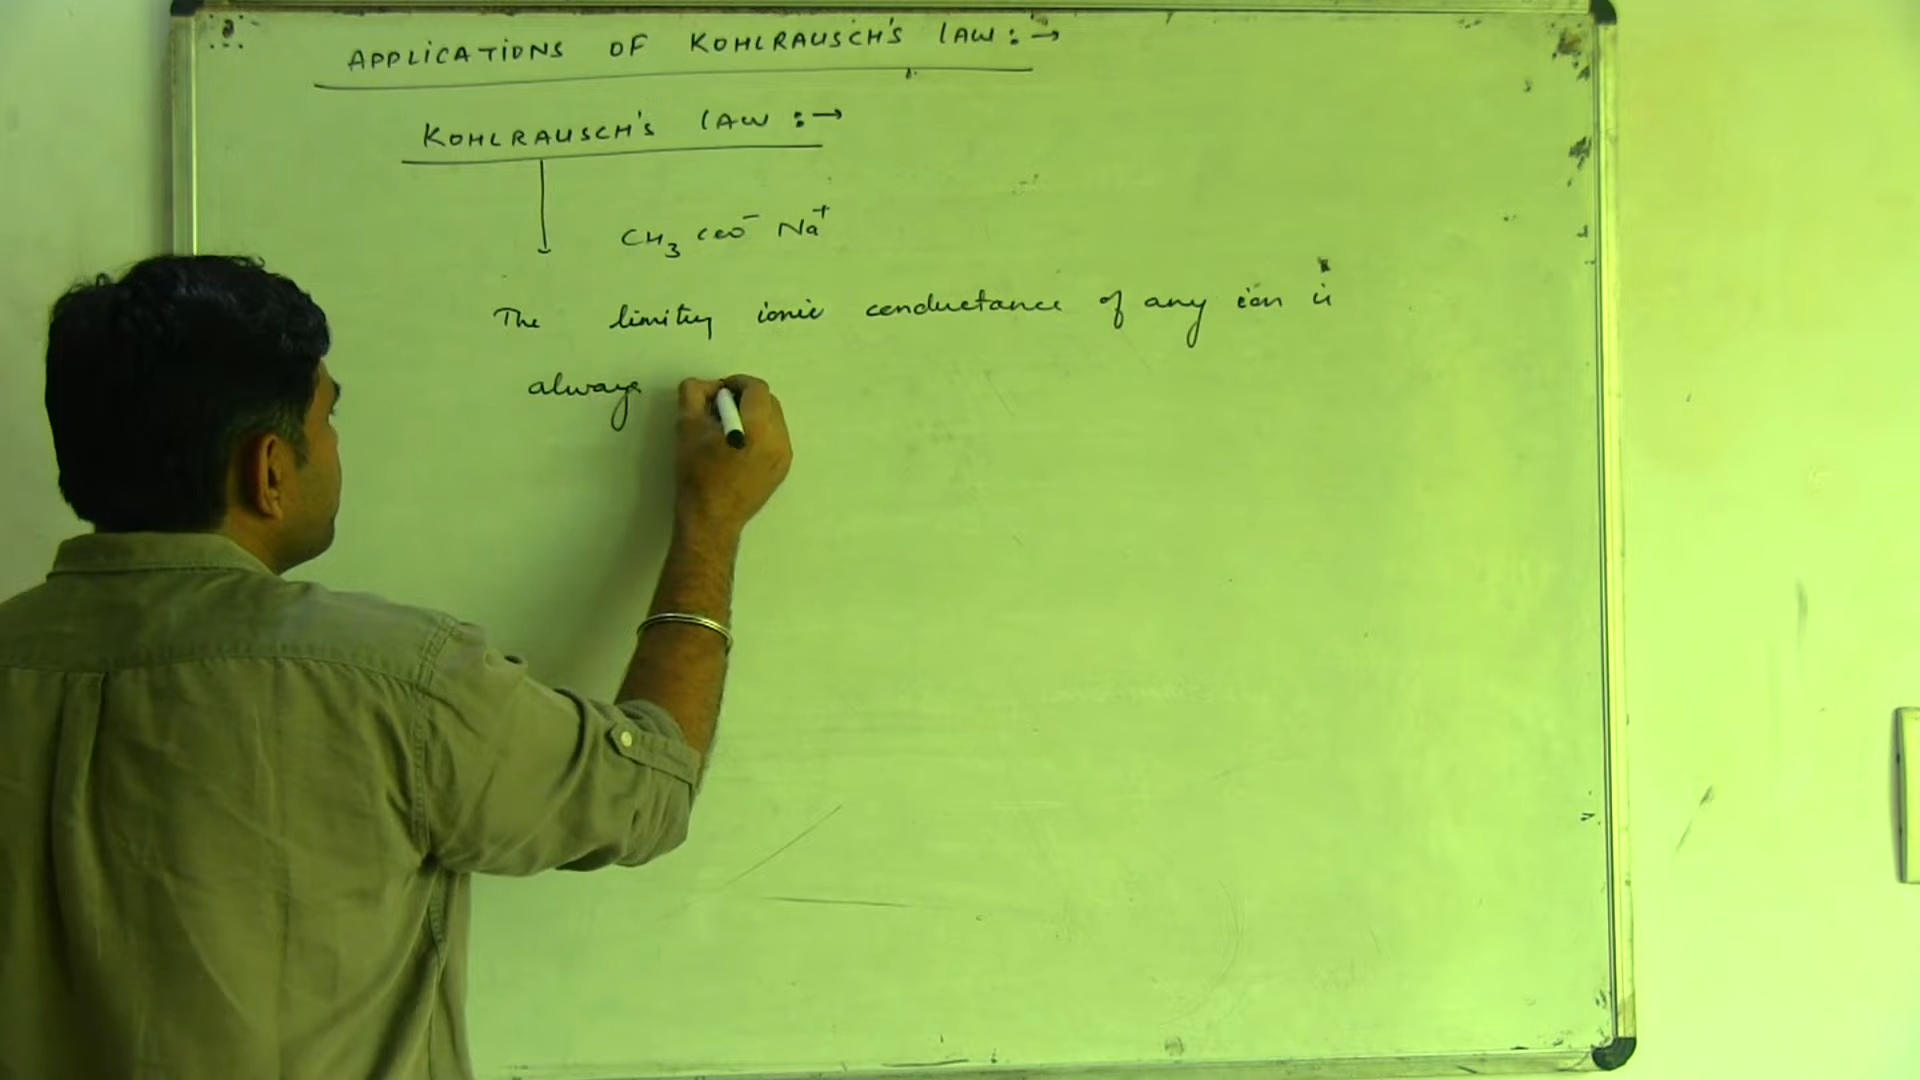 APPLICATIONS OF KOHLRAUSCH'S LAW :→
KOHLRAUSCH'S LAW :→
CH3 COO⁻ Na⁺
The limiting ionic conductance of any ion is
always